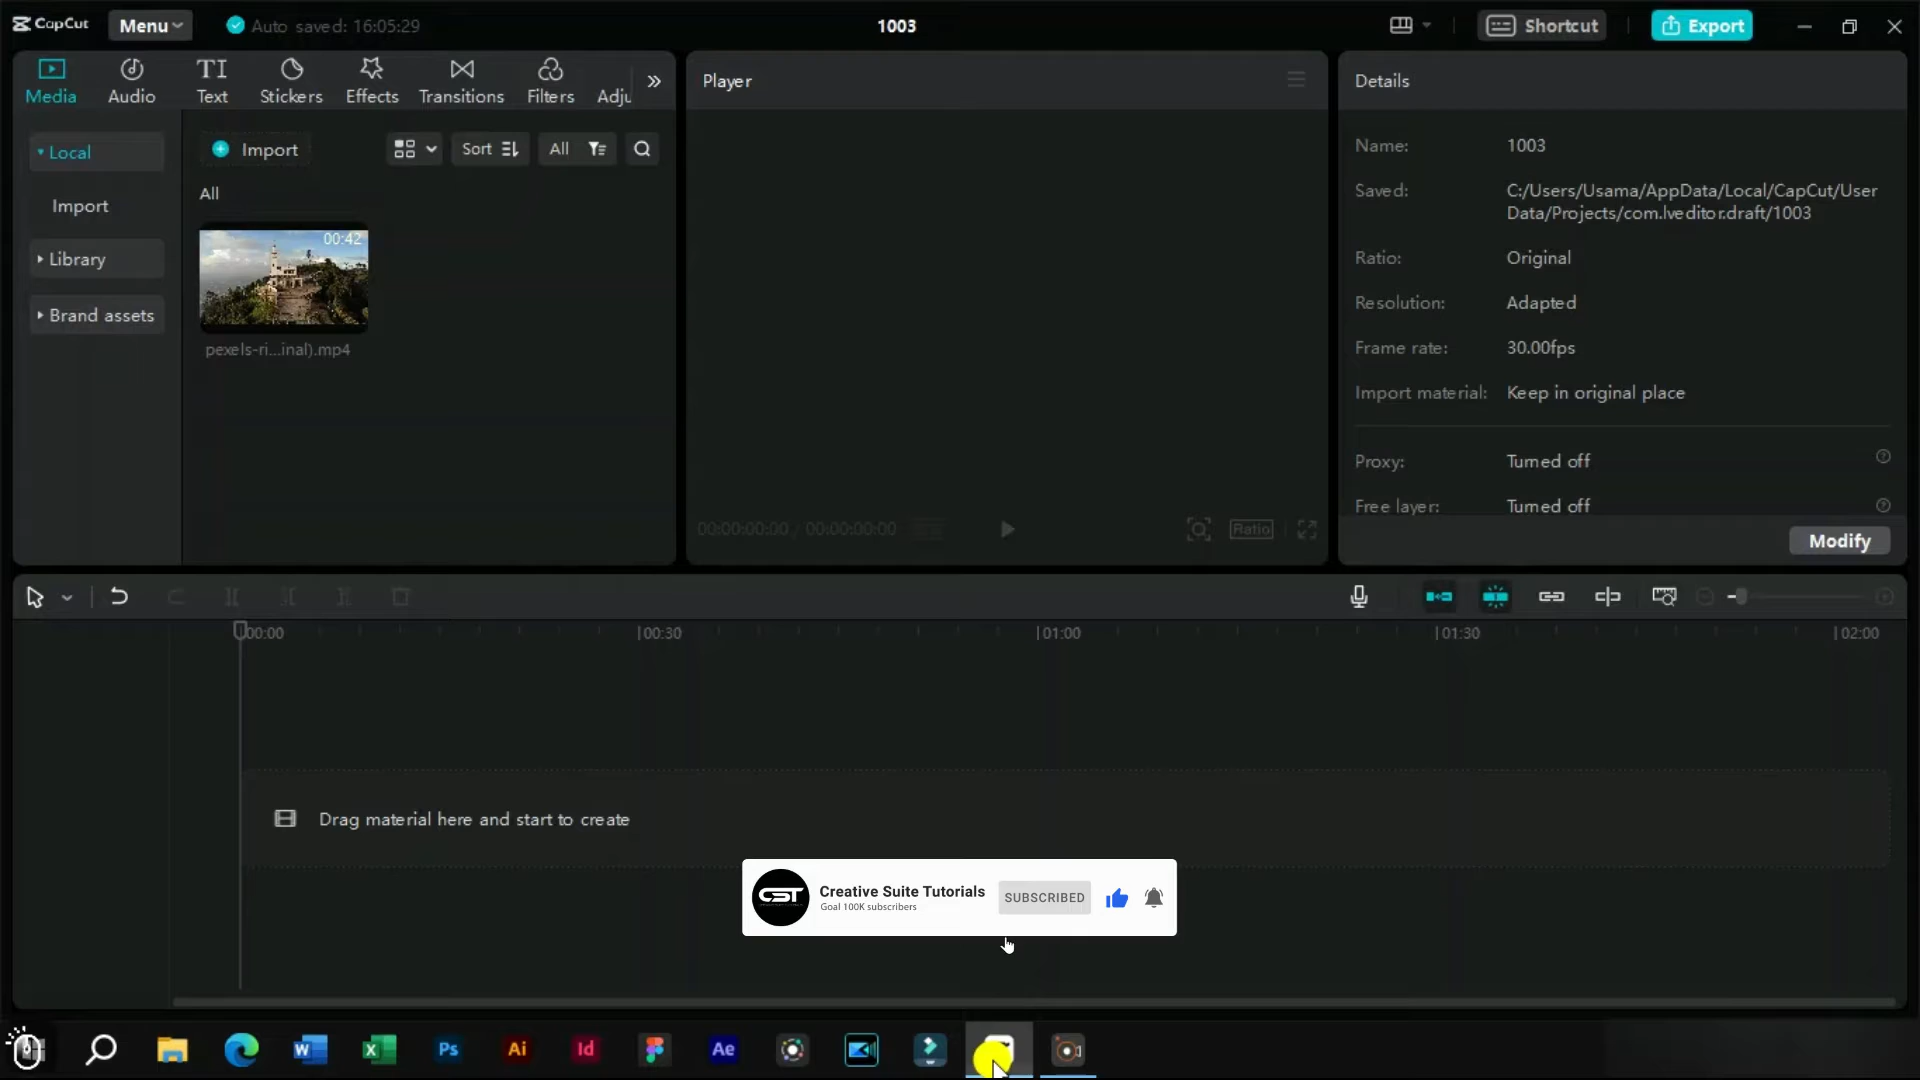 CapCut
Menu
Auto saved: 16:05:29
1003
Shortcut
Export
Media
Audio
TI
Text
Stickers
Effects
Transitions
Filters
Adju
Player
Details
Local
Import
Library
Brand assets
Import
Sort
All
All
00:42
pexels-ri...inal).mp4
00:00:00:00 / 00:00:00:00
Ratio
Name: 1003
Saved: C:/Users/Usama/AppData/Local/CapCut/User
Data/Projects/com.lveditor.draft/1003
Ratio: Original
Resolution: Adapted
Frame rate: 30.00fps
Import material: Keep in original place
Proxy: Turned off
Free layer: Turned off
Modify
00:00
00:30
01:00
01:30
02:00
Drag material here and start to create
CST
Creative Suite Tutorials
Goal 100K subscribers
SUBSCRIBED
W
X
Ps
Ai
Id
Ae